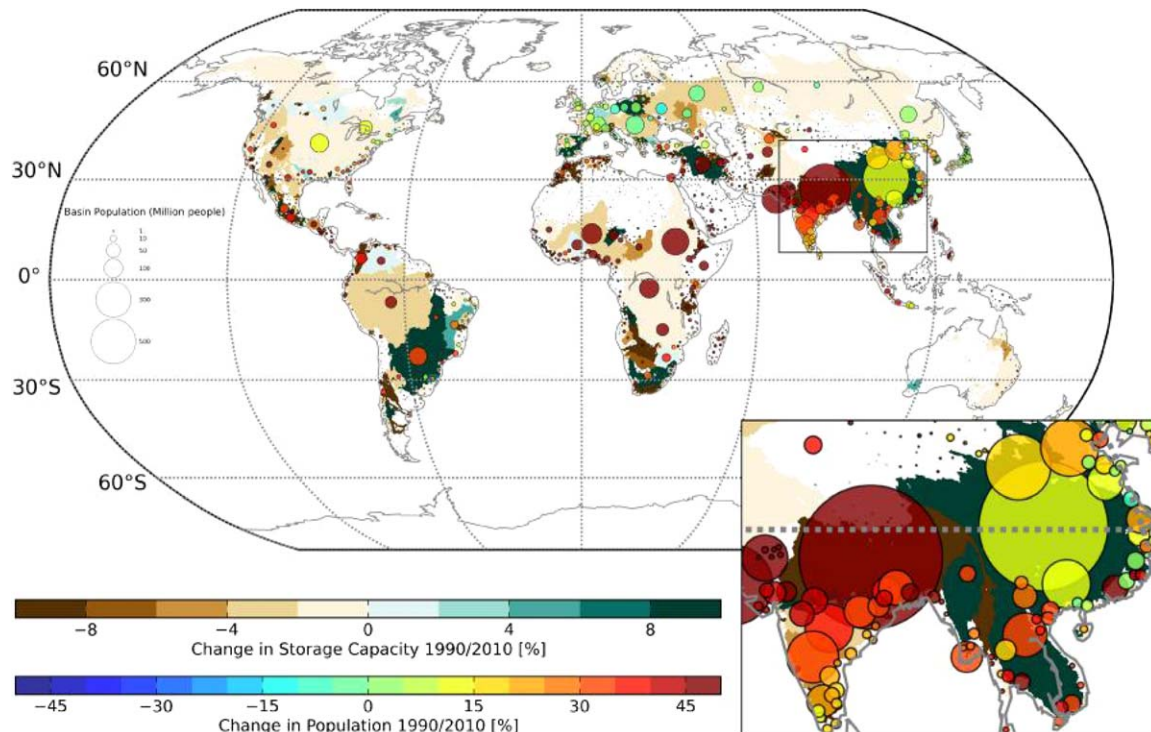 60°N
30°N
Basin Population (Million people)
1
10
50
100
300
500
0°
30°S
60°S
−8 −4 0 4 8
Change in Storage Capacity 1990/2010 [%]
−45 −30 −15 0 15 30 45
Change in Population 1990/2010 [%]